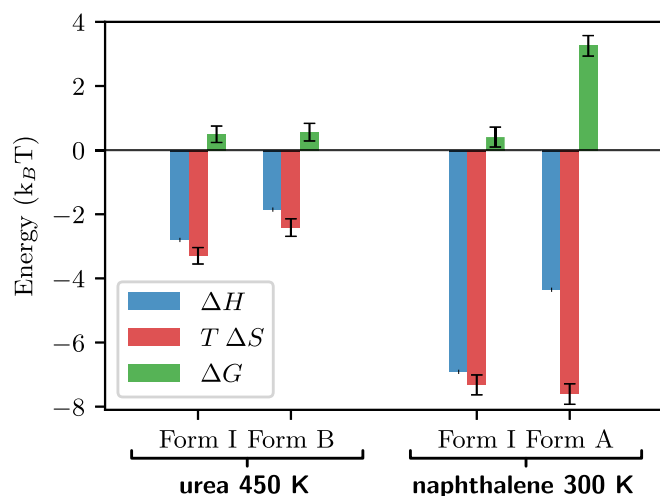 Energy (k_BT)
4
2
0
−2
−4
−6
−8
ΔH
T ΔS
ΔG
Form I Form B Form I Form A
urea 450 K naphthalene 300 K